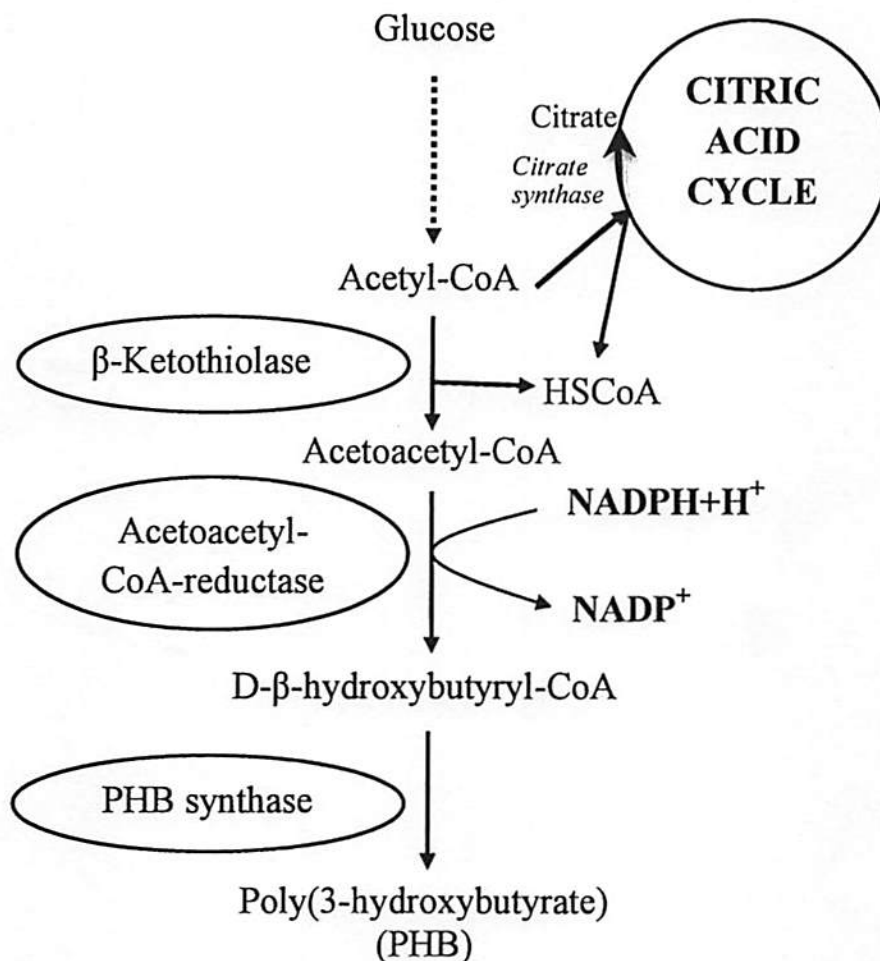 Glucose
CITRIC
ACID
CYCLE
Citrate
Citrate
synthase
Acetyl-CoA
β-Ketothiolase
HSCoA
Acetoacetyl-CoA
Acetoacetyl-
CoA-reductase
NADPH+H⁺
NADP⁺
D-β-hydroxybutyryl-CoA
PHB synthase
Poly(3-hydroxybutyrate)
(PHB)